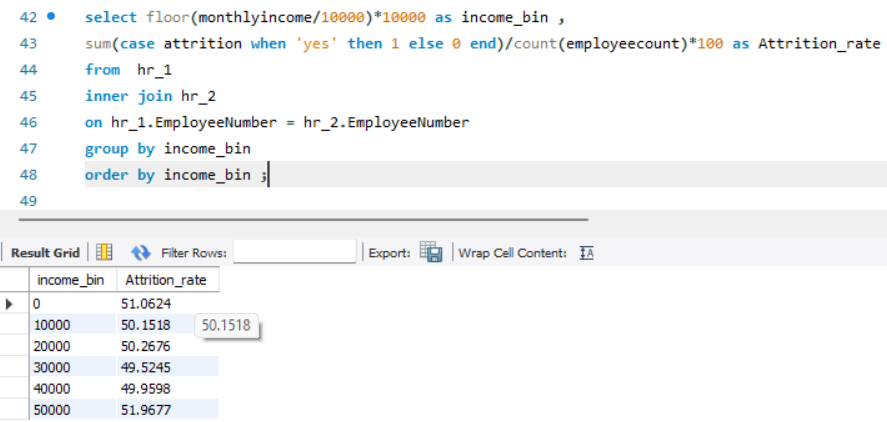 42 select floor(monthlyincome/10000)*10000 as income_bin ,
43 sum(case attrition when 'yes' then 1 else 0 end)/count(employeecount)*100 as Attrition_rate
44 from  hr_1
45 inner join hr_2
46 on hr_1.EmployeeNumber = hr_2.EmployeeNumber
47 group by income_bin
48 order by income_bin ;
49
Result Grid Filter Rows: Export: Wrap Cell Content: IA
income_bin Attrition_rate
0 51.0624
10000 50.1518 50.1518
20000 50.2676
30000 49.5245
40000 49.9598
50000 51.9677